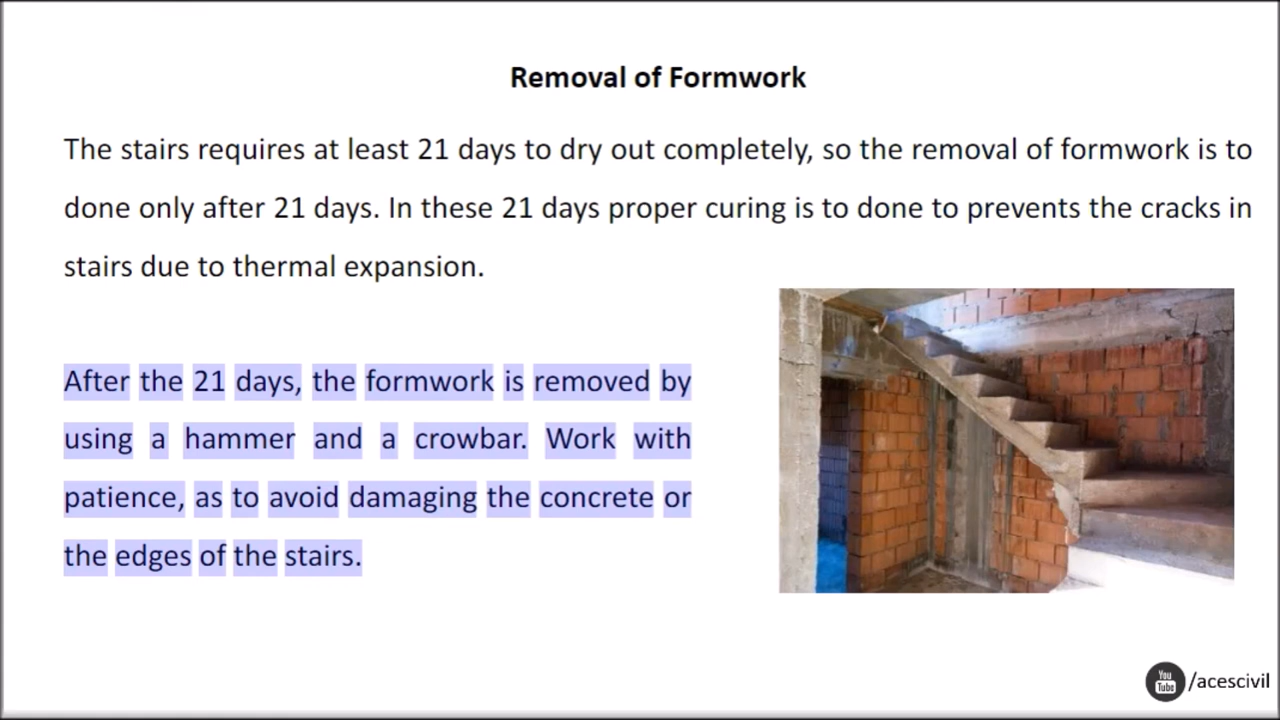 Removal of Formwork
The stairs requires at least 21 days to dry out completely, so the removal of formwork is to
done only after 21 days. In these 21 days proper curing is to done to prevents the cracks in
stairs due to thermal expansion.
After the 21 days, the formwork is removed by
using a hammer and a crowbar. Work with
patience, as to avoid damaging the concrete or
the edges of the stairs.
You
Tube
/acescivil